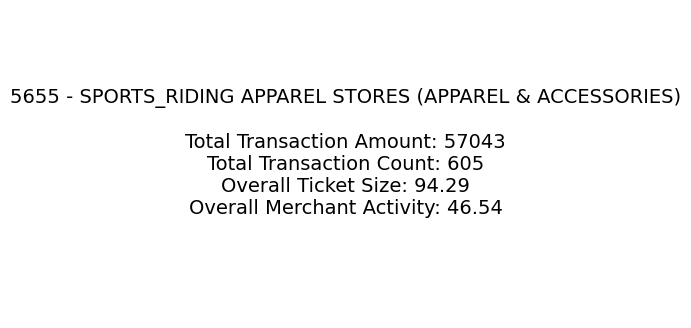 5655 - SPORTS_RIDING APPAREL STORES (APPAREL & ACCESSORIES)
Total Transaction Amount: 57043
Total Transaction Count: 605
Overall Ticket Size: 94.29
Overall Merchant Activity: 46.54